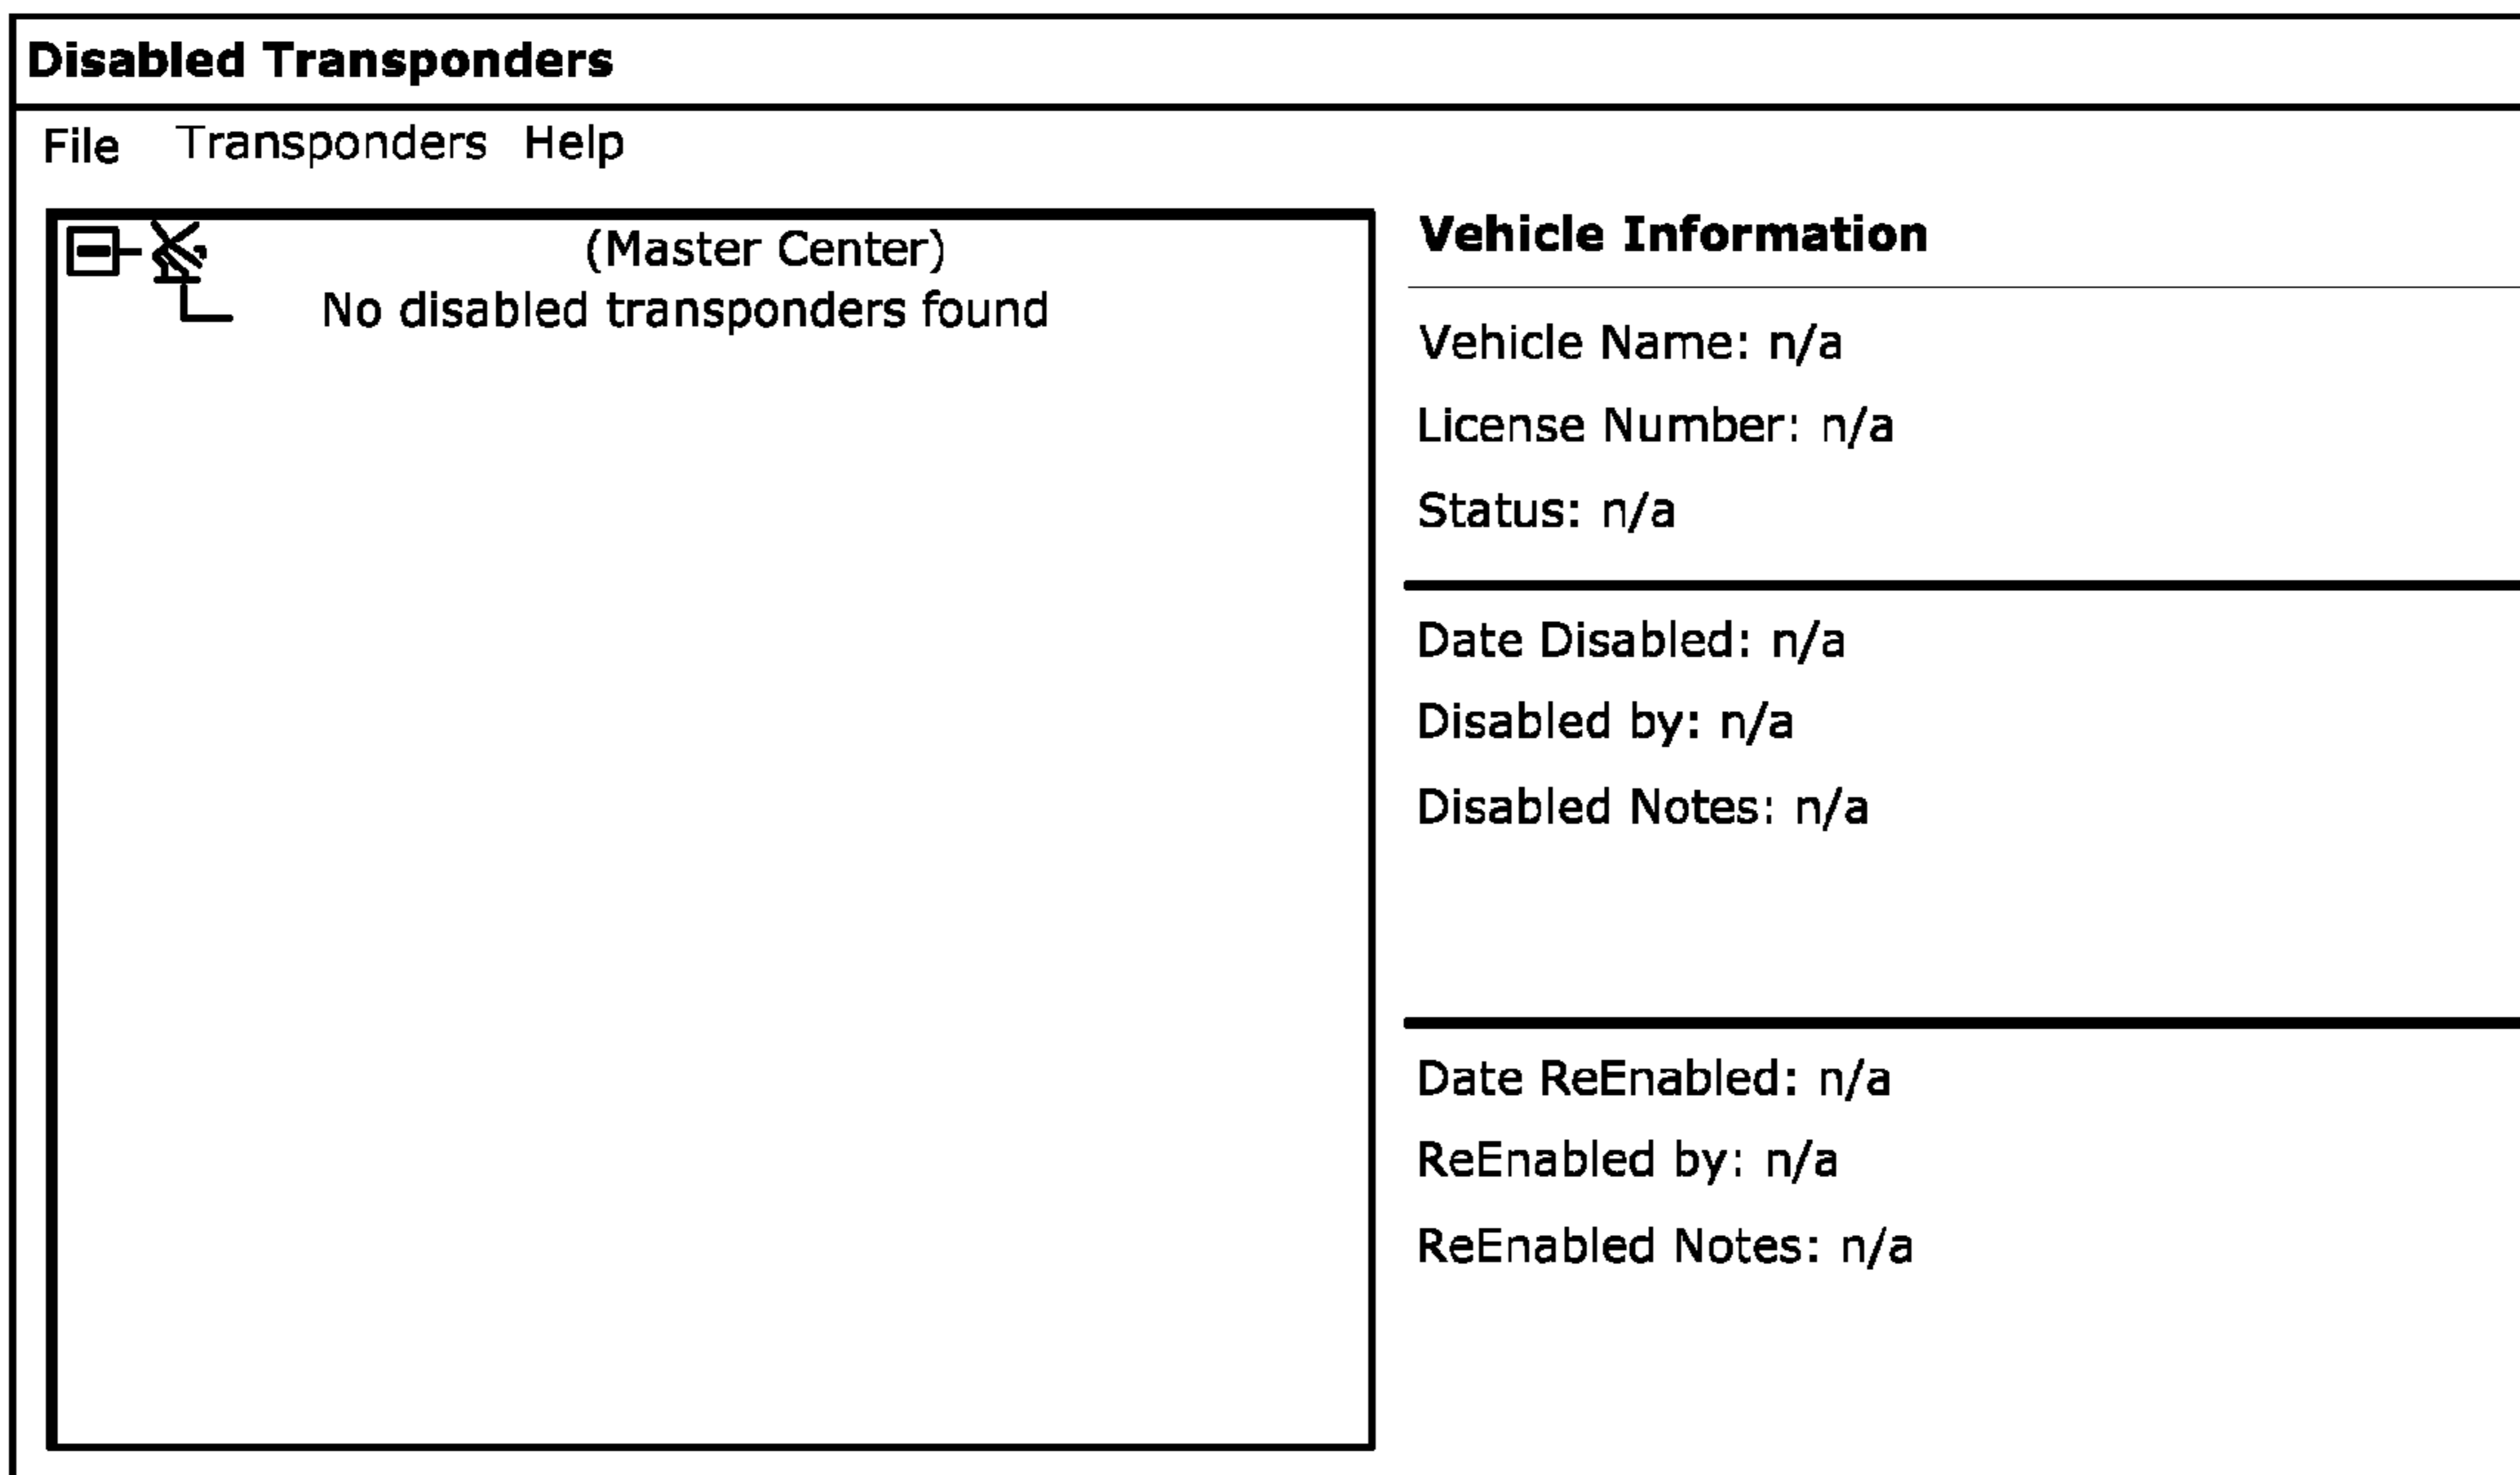 Disabled Transponders
File Transponders Help
(Master Center)
No disabled transponders found
Vehicle Information
Vehicle Name: n/a
License Number: n/a
Status: n/a
Date Disabled: n/a
Disabled by: n/a
Disabled Notes: n/a
Date ReEnabled: n/a
ReEnabled by: n/a
ReEnabled Notes: n/a